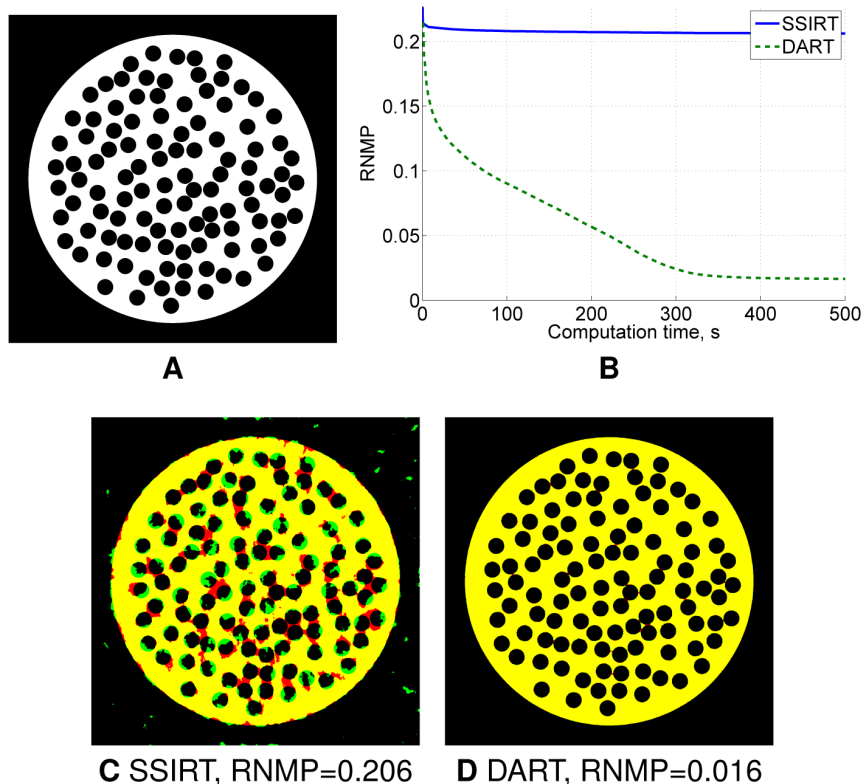 SSIRT
DART
0.2
0.15
0.1
0.05
0
RNMP
0 100 200 300 400 500
Computation time, s
A
B
C SSIRT, RNMP=0.206
D DART, RNMP=0.016